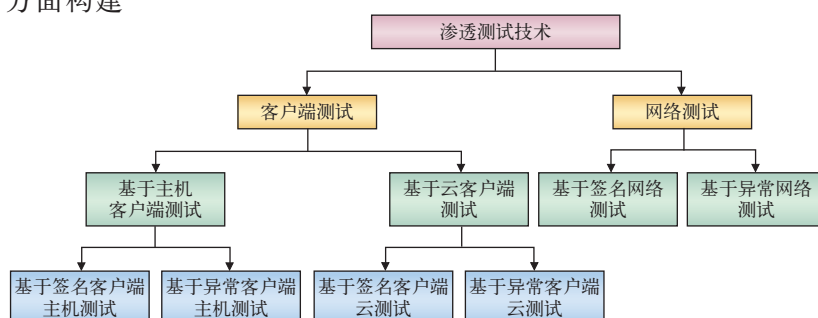 方面构建
渗透测试技术
客户端测试
网络测试
基于主机
客户端测试
基于云客户端
测试
基于签名网络
测试
基于异常网络
测试
基于签名客户端
主机测试
基于异常客户端
主机测试
基于签名客户端
云测试
基于异常客户端
云测试